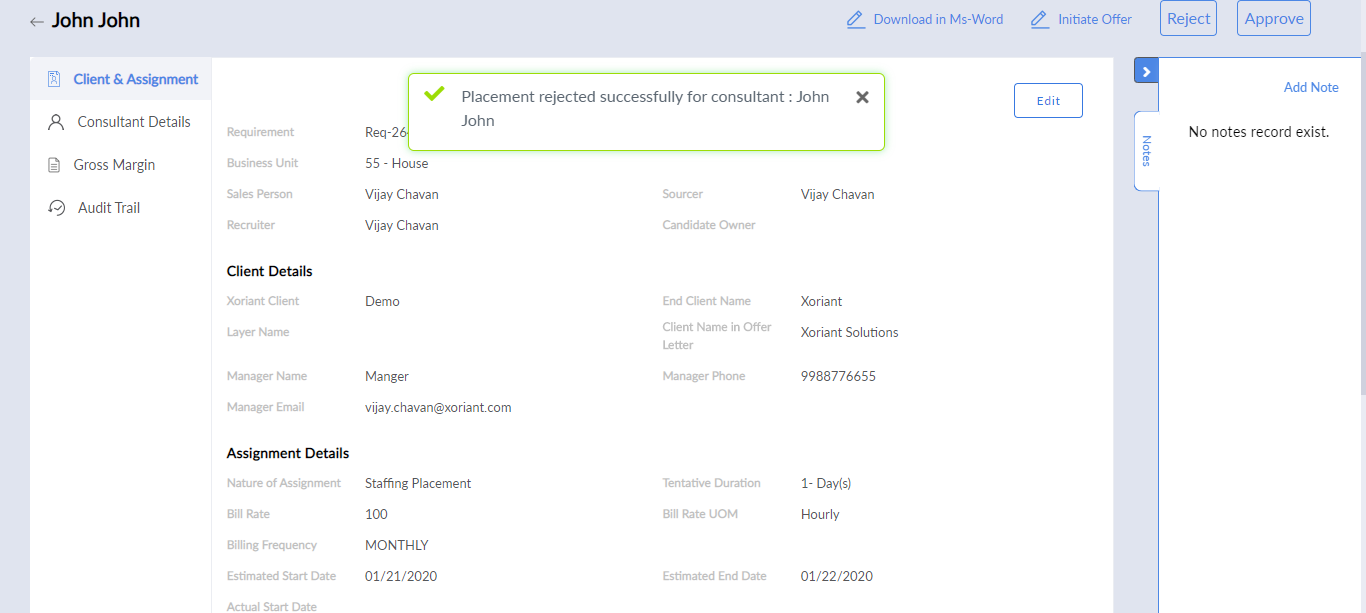 John John
Download in Ms-Word
Initiate Offer
Reject
Approve
Client & Assignment
Consultant Details
Gross Margin
Audit Trail
Placement rejected successfully for consultant : John
John
Edit
Requirement
Business Unit 55 - House
Sales Person Vijay Chavan Sourcer Vijay Chavan
Recruiter Vijay Chavan Candidate Owner
Client Details
Xoriant Client Demo End Client Name Xoriant
Layer Name
Client Name in Offer
Letter
Xoriant Solutions
Manager Name Manger Manager Phone 9988776655
Manager Email vijay.chavan@xoriant.com
Assignment Details
Nature of Assignment Staffing Placement Tentative Duration 1- Day(s)
Bill Rate 100 Bill Rate UOM Hourly
Billing Frequency MONTHLY
Estimated Start Date 01/21/2020 Estimated End Date 01/22/2020
Actual Start Date
Notes
Add Note
No notes record exist.